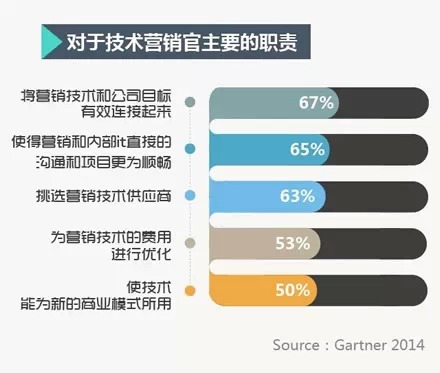 对于技术营销官主要的职责
将营销技术和公司目标
有效连接起来
67%
使得营销和内部it直接的
沟通和项目更为顺畅
65%
挑选营销技术供应商
63%
为营销技术的费用
进行优化
53%
使技术
能为新的商业模式所用
50%
Source：Gartner 2014